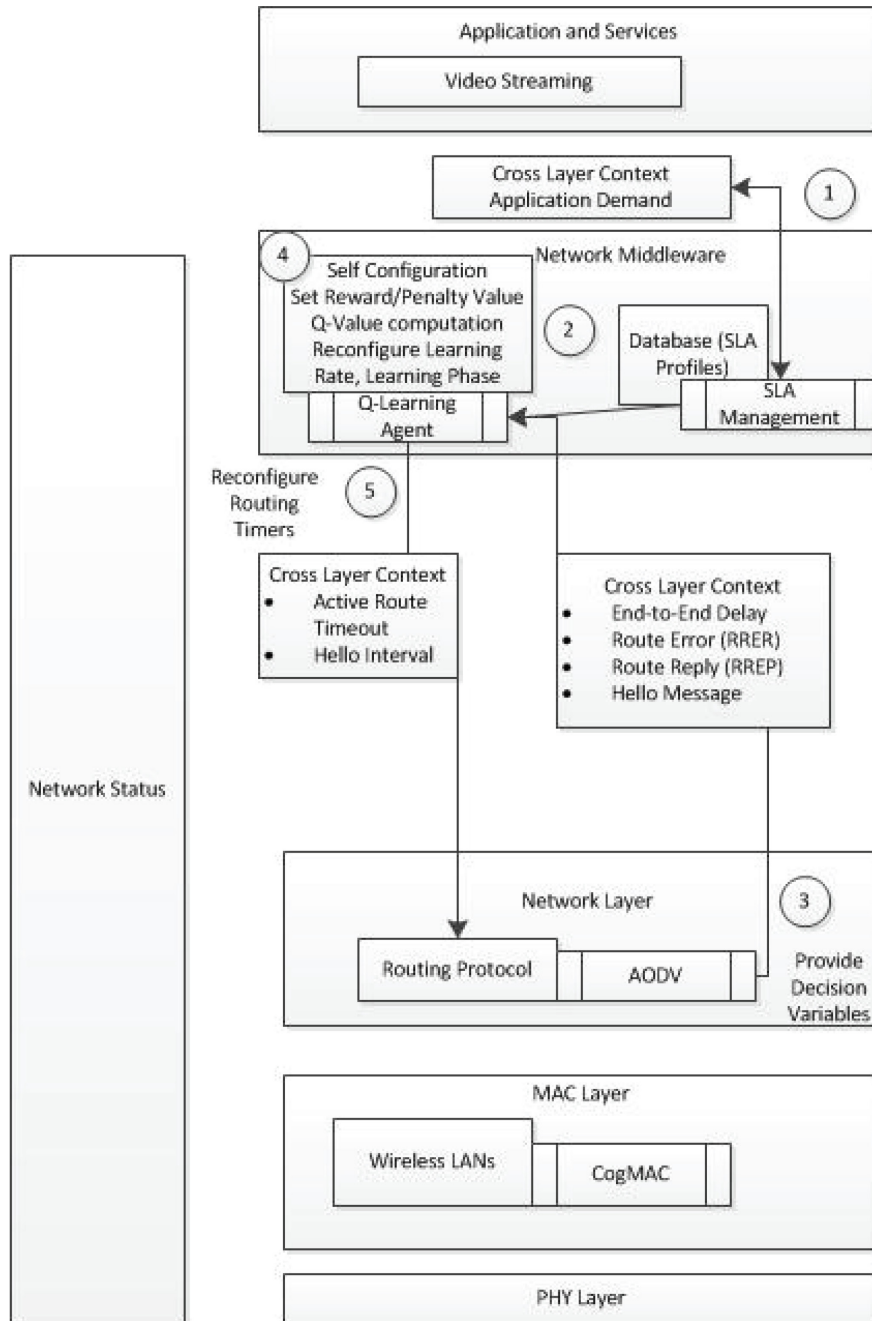 Application and Services
Video Streaming
Cross Layer Context
Application Demand
1
4
Network Middleware
Self Configuration
Set Reward/Penalty Value
Q-Value computation
Reconfigure Learning
Rate, Learning Phase
2
Database (SLA
Profiles)
SLA
Management
Q-Learning
Agent
Reconfigure
Routing
Timers
5
Cross Layer Context
• Active Route
Timeout
• Hello Interval
Cross Layer Context
• End-to-End Delay
• Route Error (RRER)
• Route Reply (RREP)
• Hello Message
Network Status
Network Layer
3
Routing Protocol
AODV
Provide
Decision
Variables
MAC Layer
Wireless LANs
CogMAC
PHY Layer